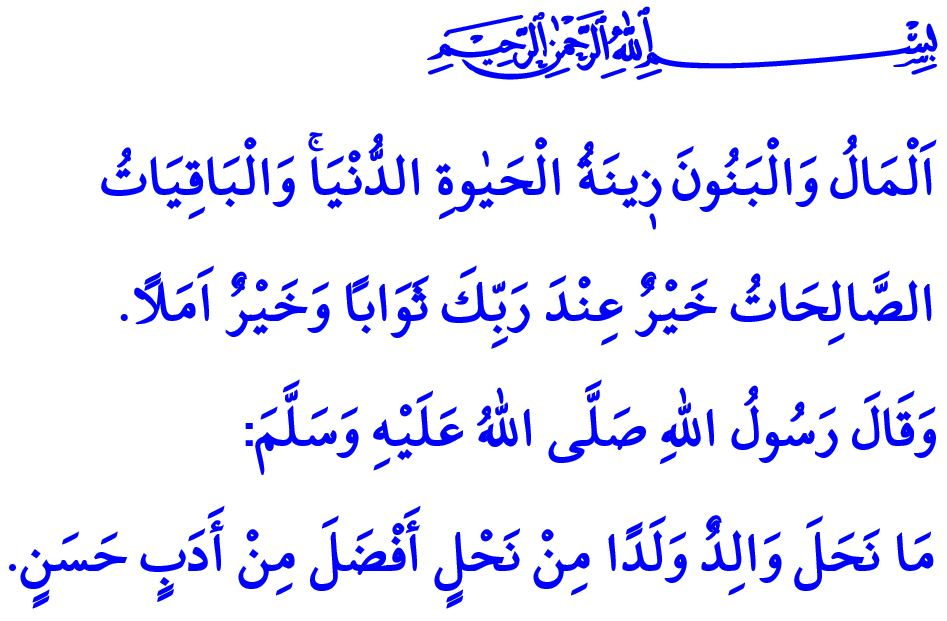 بِسْمِ اللهِ الرَّحْمٰنِ الرَّحِيمِ
اَلْمَالُ وَالْبَنُونَ ز۪ينَةُ الْحَيٰوةِ الدُّنْيَاۚ وَالْبَاقِيَاتُ
الصَّالِحَاتُ خَيْرٌ عِنْدَ رَبِّكَ ثَوَابًا وَخَيْرٌ اَمَلًا.
وَقَالَ رَسُولُ اللهِ صَلَّى اللهُ عَلَيْهِ وَسَلَّمَ:
مَا نَحَلَ وَالِدٌ وَلَدًا مِنْ نَحْلٍ أَفْضَلَ مِنْ أَدَبٍ حَسَنٍ.